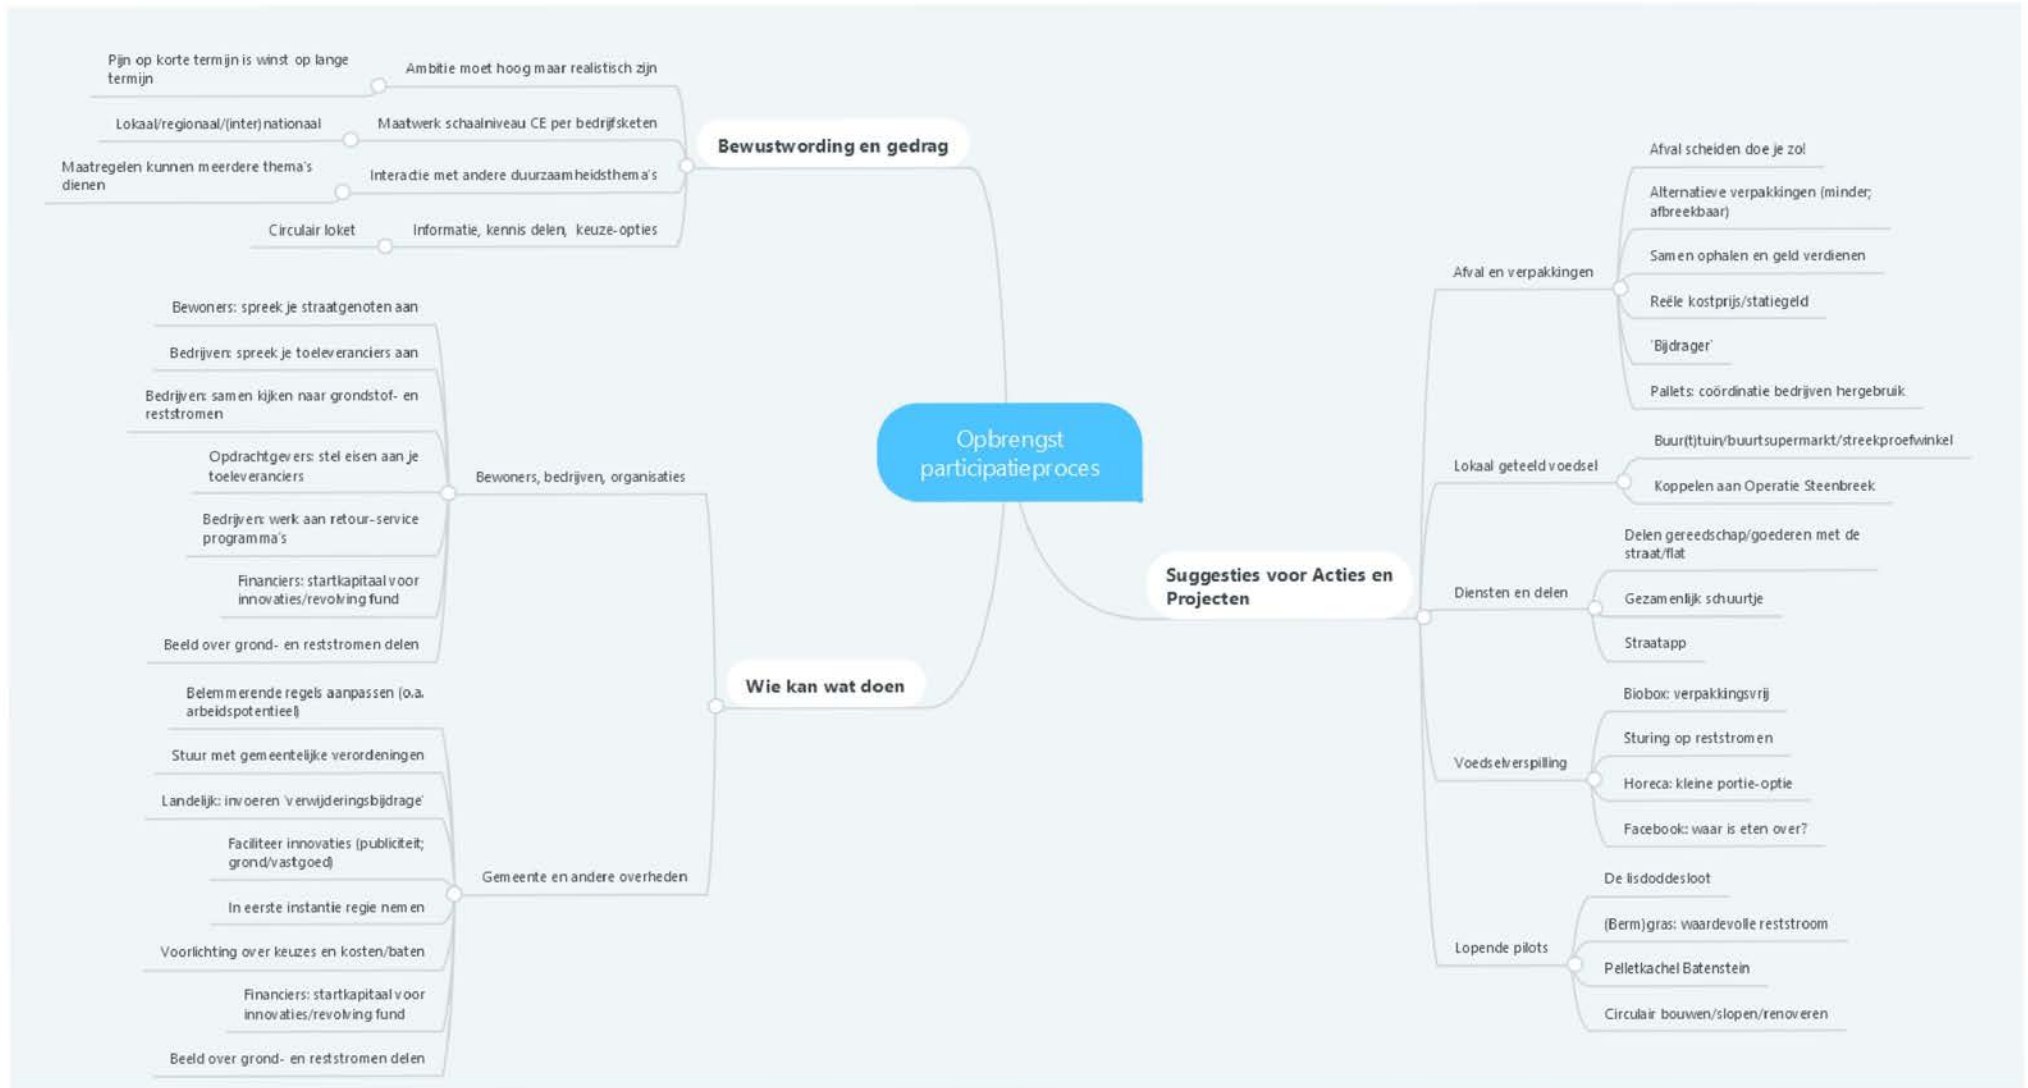 Opbrengst
participatieproces
Bewustwording en gedrag
Ambitie moet hoog maar realistisch zijn
Pijn op korte termijn is winst op lange
termijn
Maatwerk schaalniveau CE per bedrijfsketen
Lokaal/regionaal/(inter)nationaal
Interactie met andere duurzaamheidsthema's
Maatregelen kunnen meerdere thema's
dienen
Informatie, kennis delen, keuze-opties
Circulair loket
Wie kan wat doen
Bewoners, bedrijven, organisaties
Bewoners: spreek je straatgenoten aan
Bedrijven: spreek je toeleveranciers aan
Bedrijven: samen kijken naar grondstof- en
reststromen
Opdrachtgevers: stel eisen aan je
toeleveranciers
Bedrijven: werk aan retour-service
programma's
Financiers: startkapitaal voor
innovaties/revolving fund
Beeld over grond- en reststromen delen
Gemeente en andere overheden
Belemmerende regels aanpassen (o.a.
arbeidspotentieel)
Stuur met gemeentelijke verordeningen
Landelijk: invoeren 'verwijderingsbijdrage'
Faciliteer innovaties (publiciteit;
grond/vastgoed)
In eerste instantie regie nemen
Voorlichting over keuzes en kosten/baten
Financiers: startkapitaal voor
innovaties/revolving fund
Beeld over grond- en reststromen delen
Suggesties voor Acties en
Projecten
Afval en verpakkingen
Afval scheiden doe je zo!
Alternatieve verpakkingen (minder;
afbreekbaar)
Samen ophalen en geld verdienen
Reële kostprijs/statiegeld
'Bijdrager'
Pallets: coördinatie bedrijven hergebruik
Lokaal geteeld voedsel
Buur(t)tuin/buurtsupermarkt/streekproefwinkel
Koppelen aan Operatie Steenbreek
Diensten en delen
Delen gereedschap/goederen met de
straat/flat
Gezamenlijk schuurtje
Straatapp
Voedselverspilling
Biobox: verpakkingsvrij
Sturing op reststromen
Horeca: kleine portie-optie
Facebook: waar is eten over?
Lopende pilots
De lisdoddesloot
(Berm)gras: waardevolle reststroom
Pelletkachel Batenstein
Circulair bouwen/slopen/renoveren